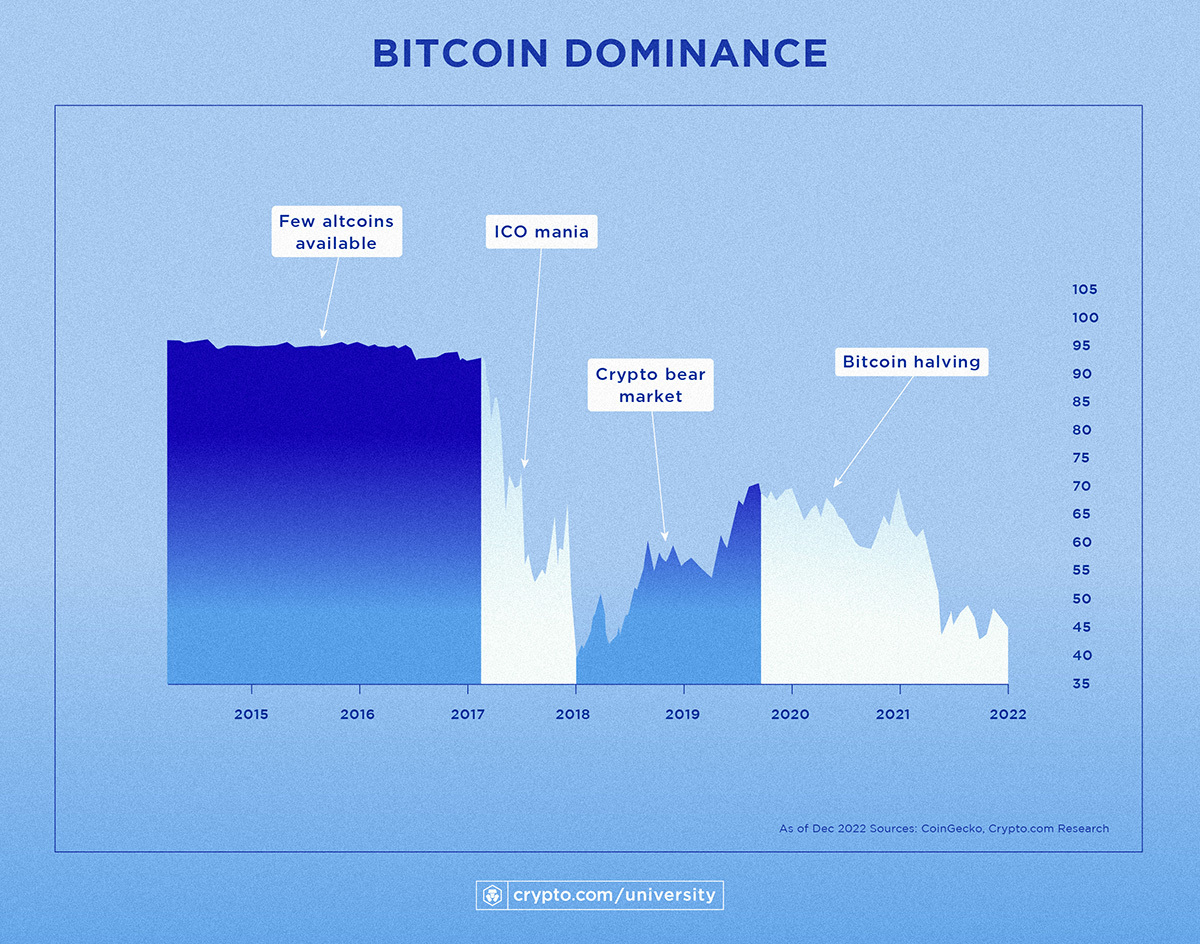 BITCOIN DOMINANCE
Few altcoins
available
ICO mania
Crypto bear
market
Bitcoin halving
105
100
95
90
85
80
75
70
65
60
55
50
45
40
35
2015 2016 2017 2018 2019 2020 2021 2022
As of Dec 2022 Sources: CoinGecko, Crypto.com Research
crypto.com/university